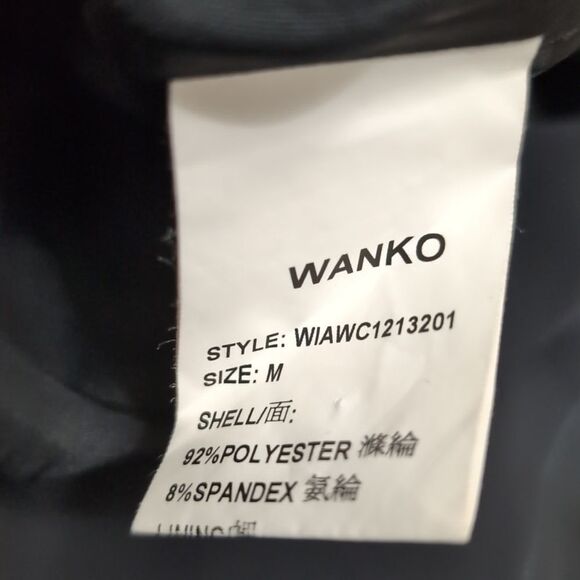 WANKO
STYLE: WIAWC1213201
SIZE: M
SHELL/面:
92%POLYESTER 滌綸
8%SPANDEX 氨綸